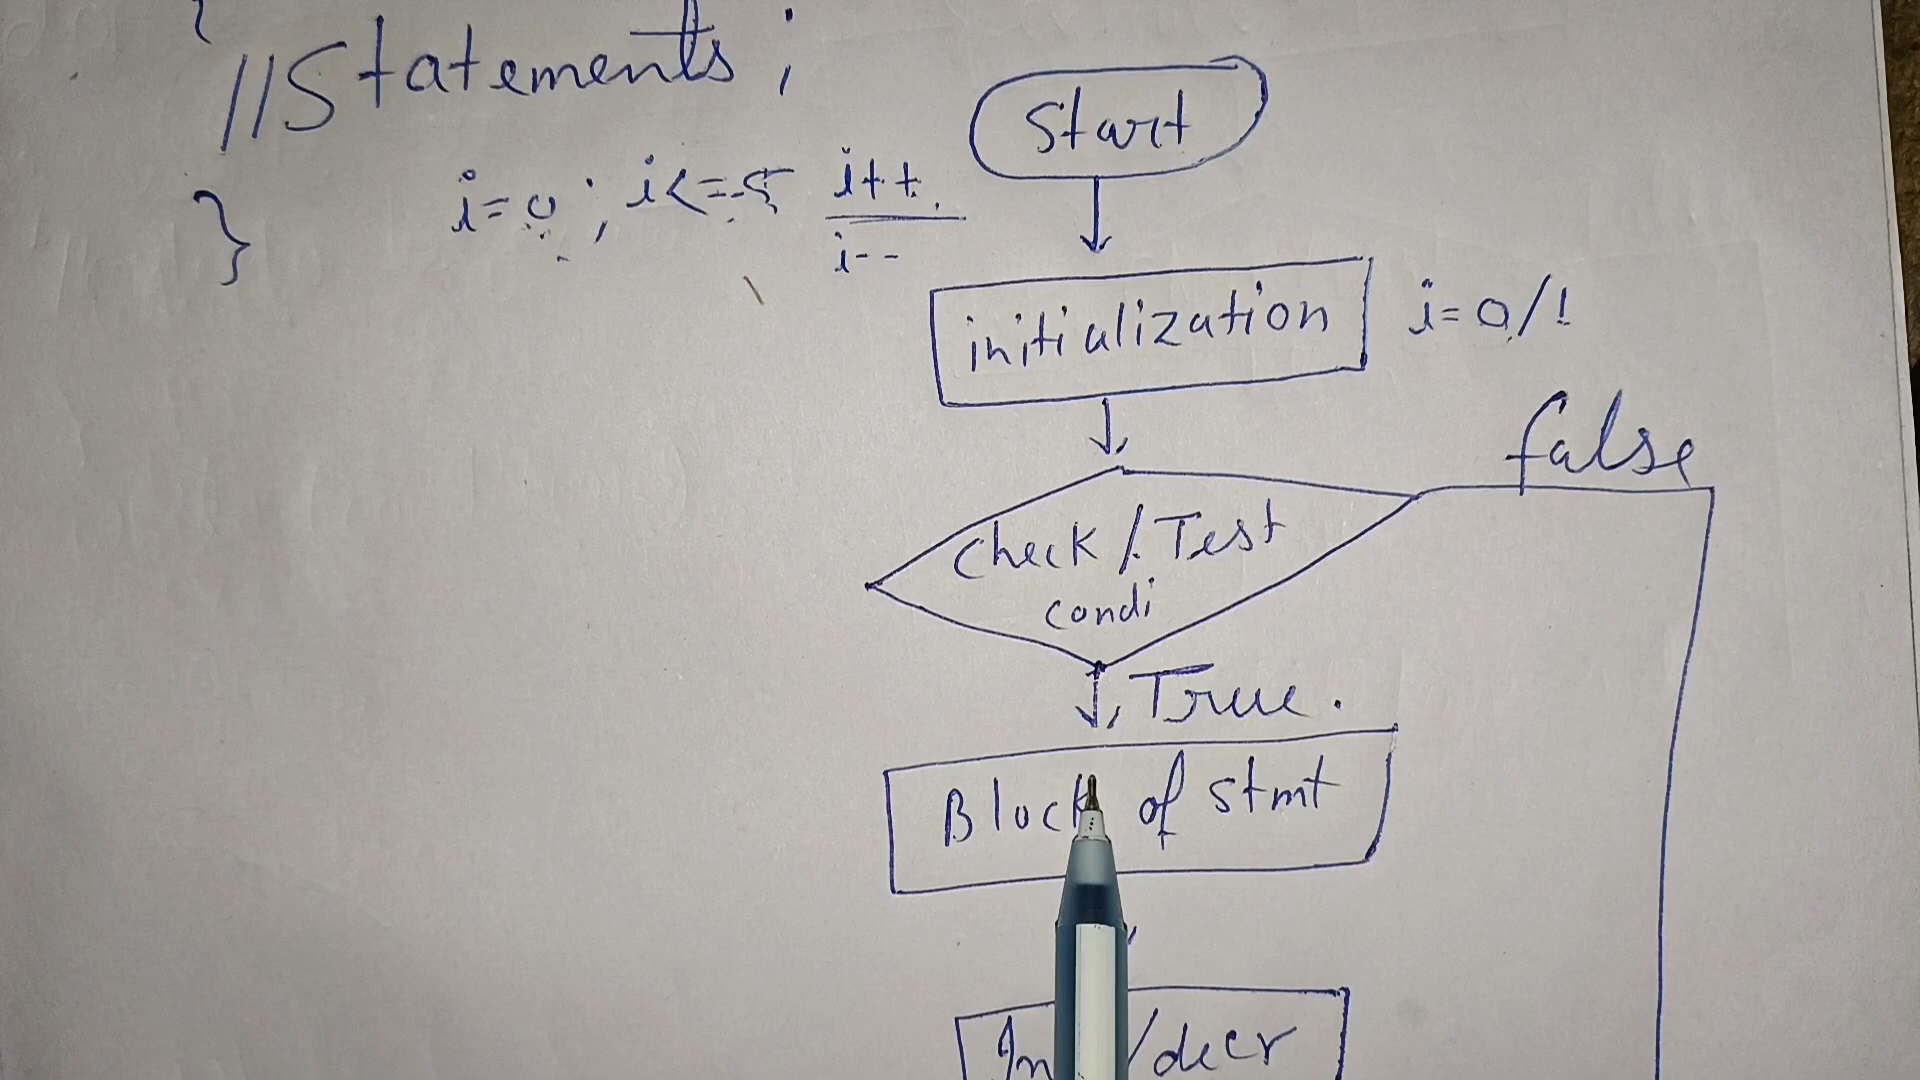 {
//Statements;
}
i=0; i<=5 i++.
i--
Start
initialization
i=0/1
false
Check/Test
condi
True.
Block of stmt
/decr